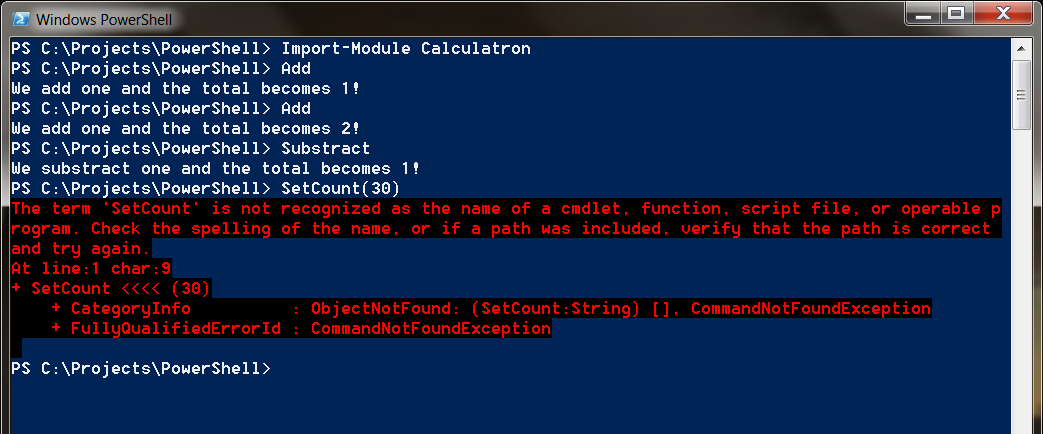 Windows PowerShell
PS C:\Projects\PowerShell> Import-Module Calculatron
PS C:\Projects\PowerShell> Add
We add one and the total becomes 1!
PS C:\Projects\PowerShell> Add
We add one and the total becomes 2!
PS C:\Projects\PowerShell> Substract
We substract one and the total becomes 1!
PS C:\Projects\PowerShell> SetCount(30)
The term 'SetCount' is not recognized as the name of a cmdlet, function, script file, or operable p
rogram. Check the spelling of the name, or if a path was included, verify that the path is correct
and try again.
At line:1 char:9
+ SetCount <<<< (30)
    + CategoryInfo          : ObjectNotFound: (SetCount:String) [], CommandNotFoundException
    + FullyQualifiedErrorId : CommandNotFoundException
PS C:\Projects\PowerShell>